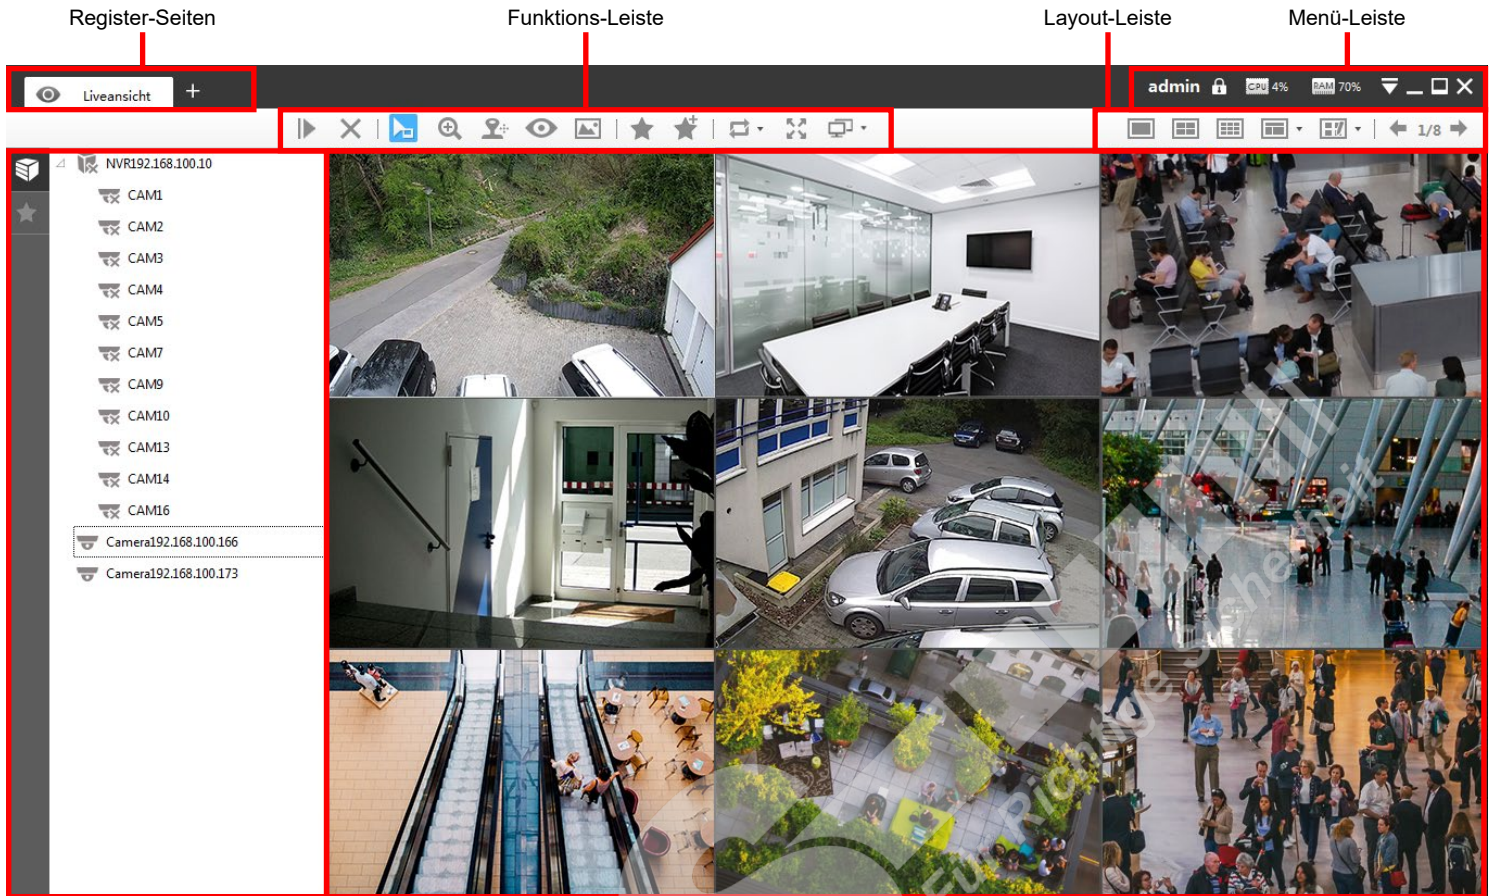 Register-Seiten
Funktions-Leiste
Layout-Leiste
Menü-Leiste
Liveansicht
+
admin
CPU 4%
RAM 70%
1/8
NVR192.168.100.10
CAM1
CAM2
CAM3
CAM4
CAM5
CAM7
CAM9
CAM10
CAM13
CAM14
CAM16
Camera192.168.100.166
Camera192.168.100.173